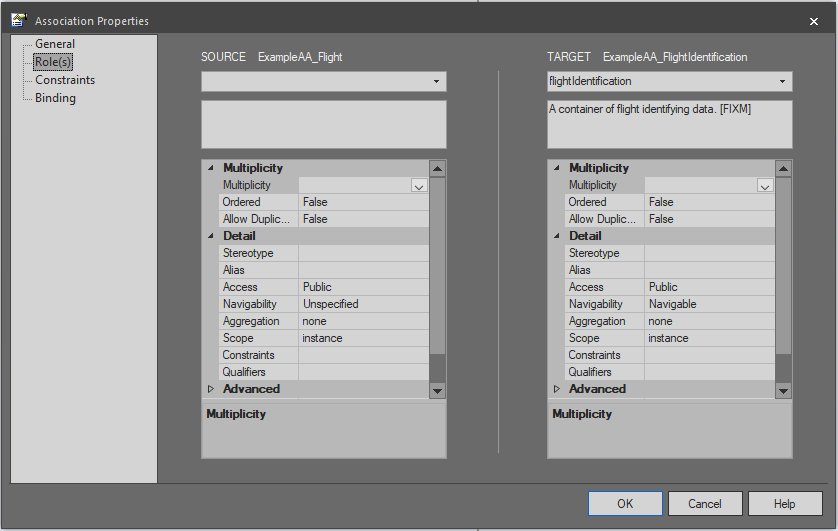 Association Properties
General
Role(s)
Constraints
Binding
SOURCE ExampleAA_Flight
Multiplicity
Multiplicity
Ordered False
Allow Duplic... False
Detail
Stereotype
Alias
Access Public
Navigability Unspecified
Aggregation none
Scope instance
Constraints
Qualifiers
Advanced
Multiplicity
TARGET ExampleAA_FlightIdentification
flightIdentification
A container of flight identifying data. [FIXM]
Multiplicity
Multiplicity
Ordered False
Allow Duplic... False
Detail
Stereotype
Alias
Access Public
Navigability Navigable
Aggregation none
Scope instance
Constraints
Qualifiers
Advanced
Multiplicity
OK Cancel Help